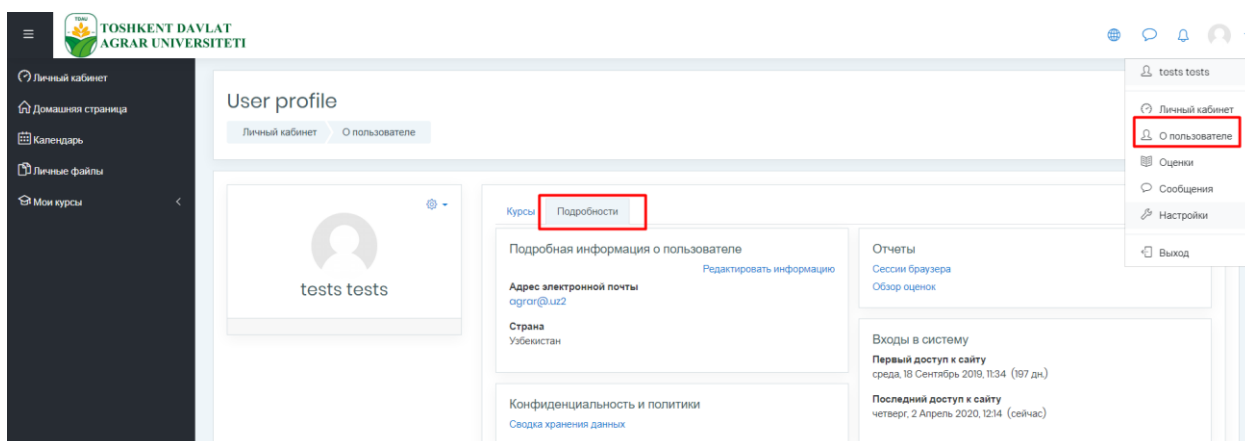 TDAU
TOSHKENT DAVLAT
AGRAR UNIVERSITETI
Личный кабинет
Домашняя страница
Календарь
Личные файлы
Мои курсы
User profile
Личный кабинет
О пользователе
tests tests
Курсы
Подробности
Подробная информация о пользователе
Редактировать информацию
Адрес электронной почты
agrar@.uz2
Страна
Узбекистан
Конфиденциальность и политики
Сводка хранения данных
Отчеты
Сессии браузера
Обзор оценок
Входы в систему
Первый доступ к сайту
среда, 18 Сентябрь 2019, 11:34 (197 дн.)
Последний доступ к сайту
четверг, 2 Апрель 2020, 12:14 (сейчас)
tests tests
Личный кабинет
О пользователе
Оценки
Сообщения
Настройки
Выход